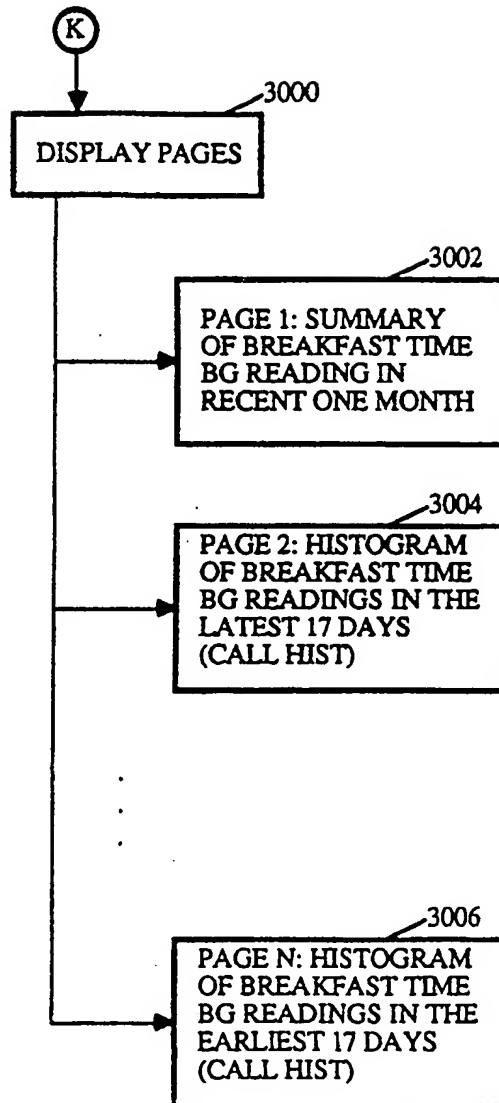 K
3000
DISPLAY PAGES
3002
PAGE 1: SUMMARY
OF BREAKFAST TIME
BG READING IN
RECENT ONE MONTH
3004
PAGE 2: HISTOGRAM
OF BREAKFAST TIME
BG READINGS IN THE
LATEST 17 DAYS
(CALL HIST)
3006
PAGE N: HISTOGRAM
OF BREAKFAST TIME
BG READINGS IN THE
EARLIEST 17 DAYS
(CALL HIST)